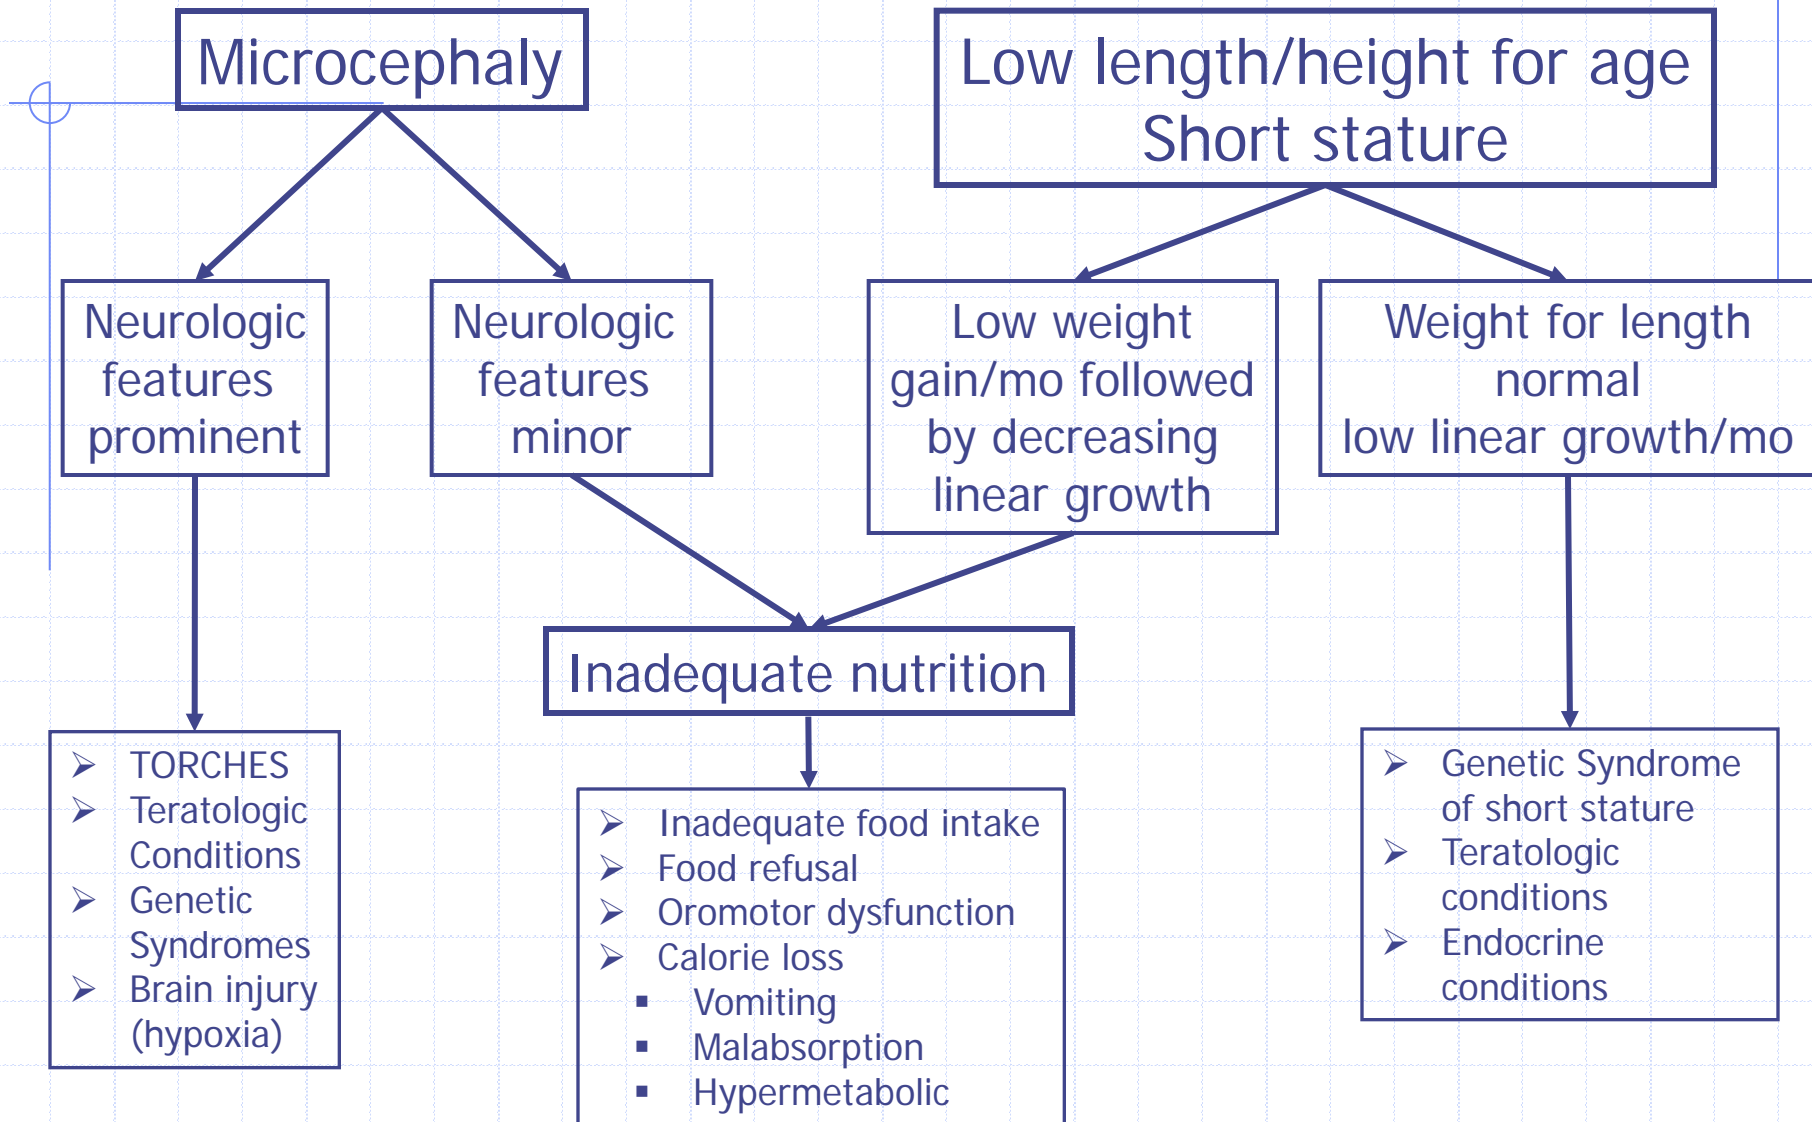 Microcephaly
Low length/height for age
Short stature
Neurologic
features
prominent
Neurologic
features
minor
Low weight
gain/mo followed
by decreasing
linear growth
Weight for length
normal
low linear growth/mo
Inadequate nutrition
TORCHES
Teratologic
Conditions
Genetic
Syndromes
Brain injury
(hypoxia)
Inadequate food intake
Food refusal
Oromotor dysfunction
Calorie loss
Vomiting
Malabsorption
Hypermetabolic
Genetic Syndrome
of short stature
Teratologic
conditions
Endocrine
conditions